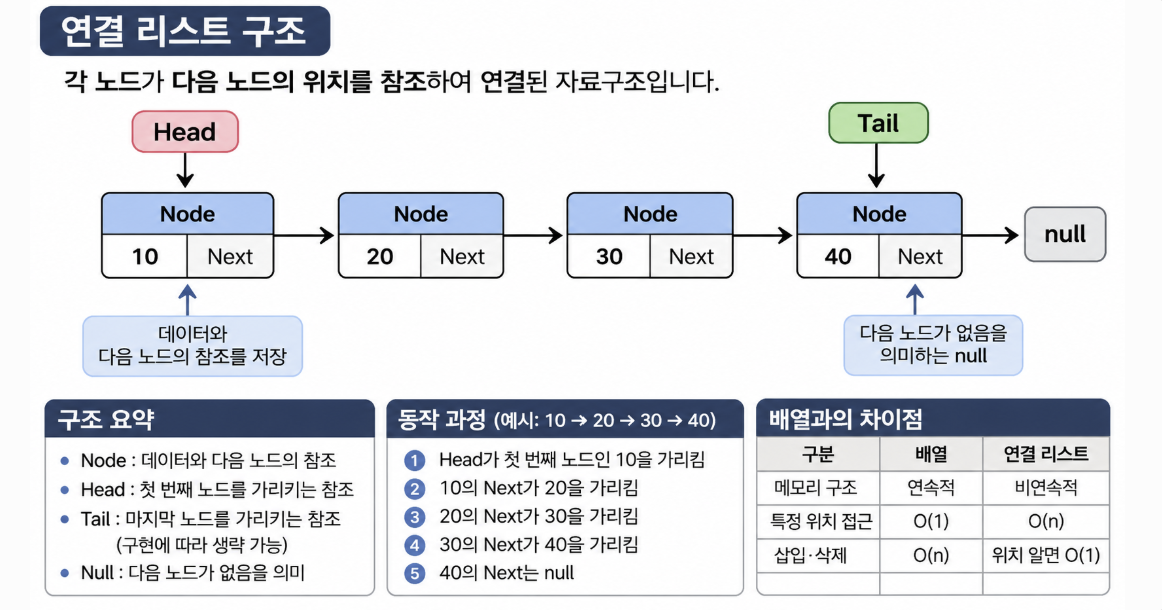 연결 리스트 구조
각 노드가 다음 노드의 위치를 참조하여 연결된 자료구조입니다.
Head
Tail
Node
Node
Node
Node
null
10 Next
20 Next
30 Next
40 Next
데이터와
다음 노드의 참조를 저장
다음 노드가 없음을
의미하는 null
구조 요약
• Node : 데이터와 다음 노드의 참조
• Head : 첫 번째 노드를 가리키는 참조
• Tail : 마지막 노드를 가리키는 참조
(구현에 따라 생략 가능)
• Null : 다음 노드가 없음을 의미
동작 과정 (예시: 10 → 20 → 30 → 40)
1 Head가 첫 번째 노드인 10을 가리킴
2 10의 Next가 20을 가리킴
3 20의 Next가 30을 가리킴
4 30의 Next가 40을 가리킴
5 40의 Next는 null
배열과의 차이점
구분 배열 연결 리스트
메모리 구조 연속적 비연속적
특정 위치 접근 O(1) O(n)
삽입·삭제 O(n) 위치 알면 O(1)